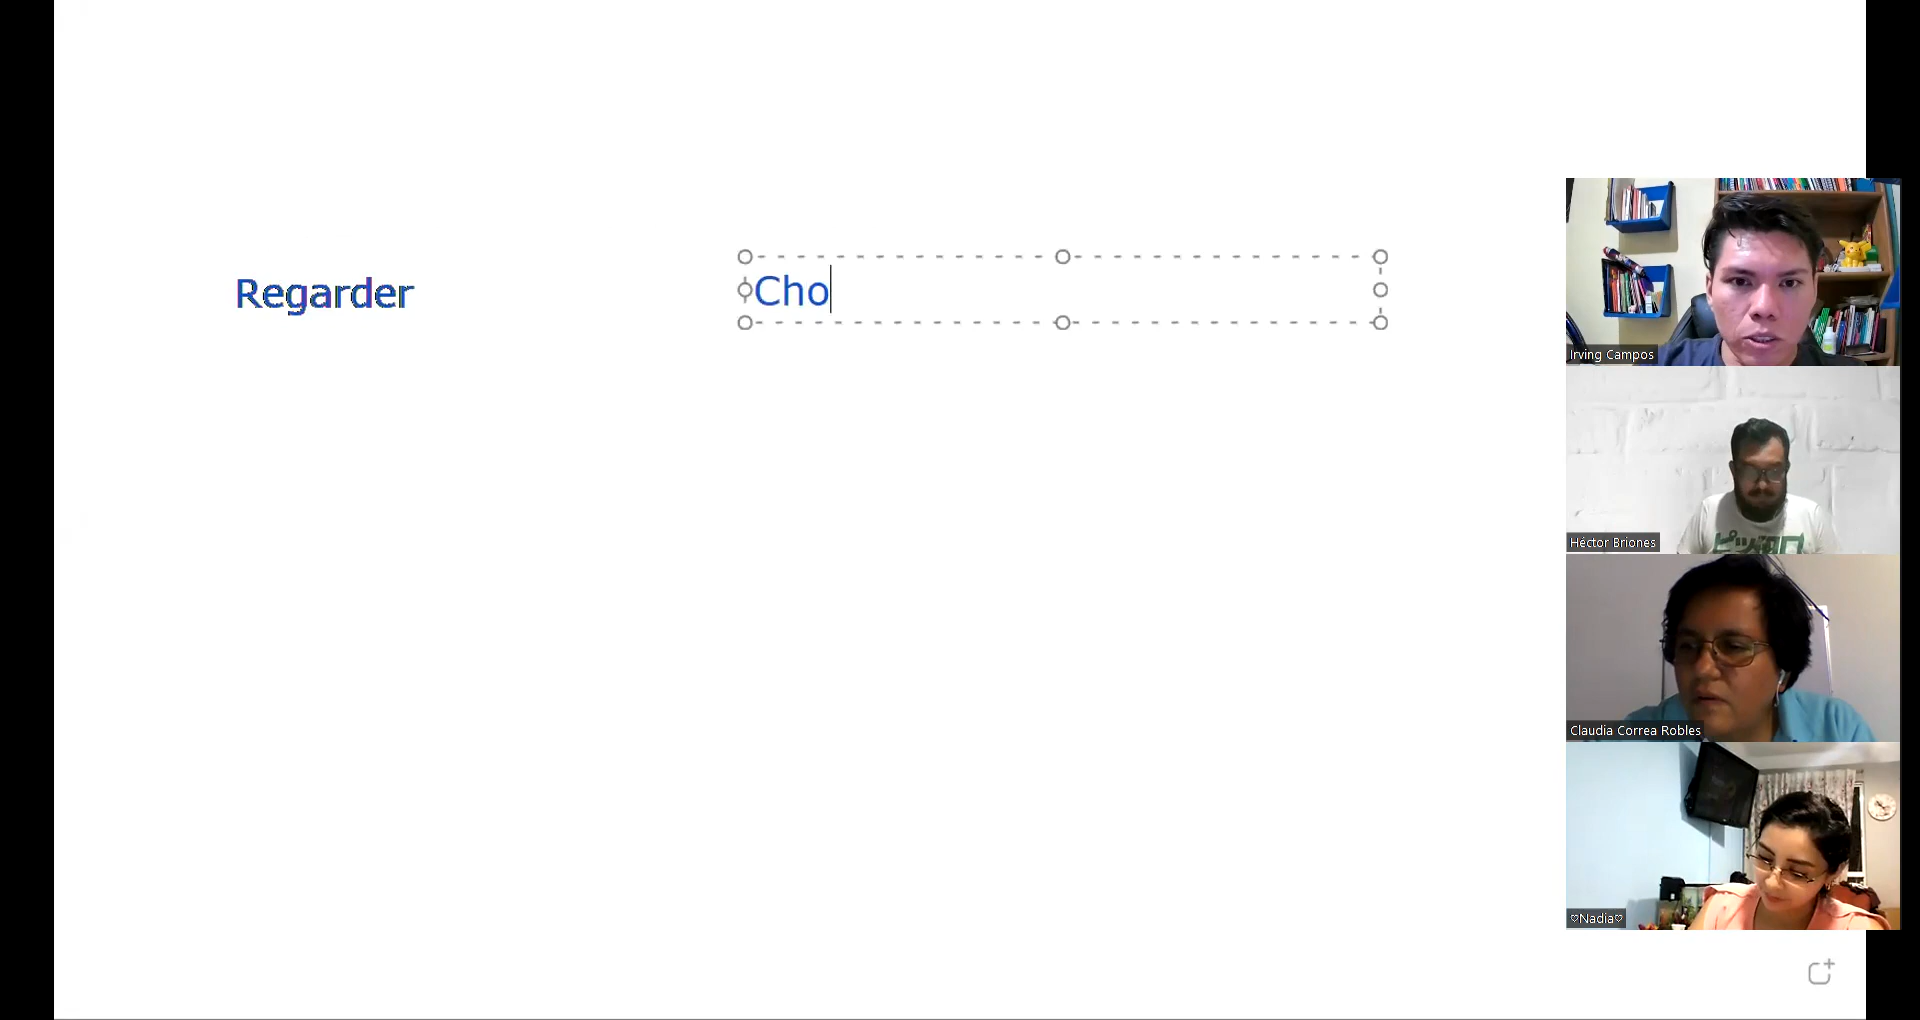 Regarder
Cho
Irving Campos
Héctor Briones
Claudia Correa Robles
♡Nadia♡